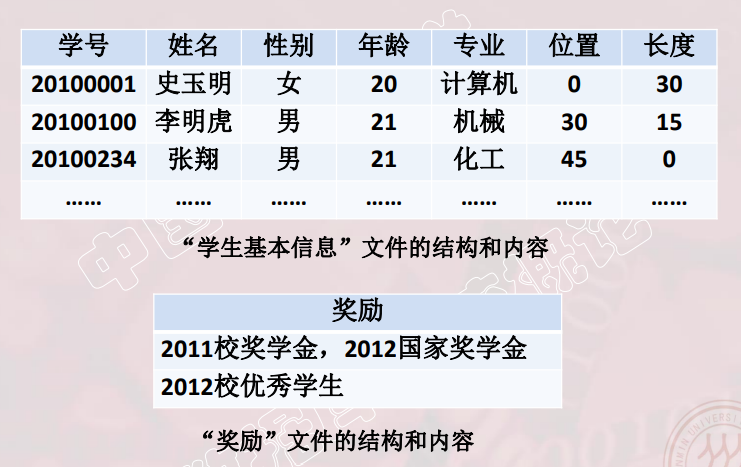 学号 姓名 性别 年龄 专业 位置 长度
20100001 史玉明 女 20 计算机 0 30
20100100 李明虎 男 21 机械 30 15
20100234 张翔 男 21 化工 45 0
…… …… …… …… …… …… ……
“学生基本信息”文件的结构和内容
奖励
2011校奖学金，2012国家奖学金
2012校优秀学生
“奖励”文件的结构和内容